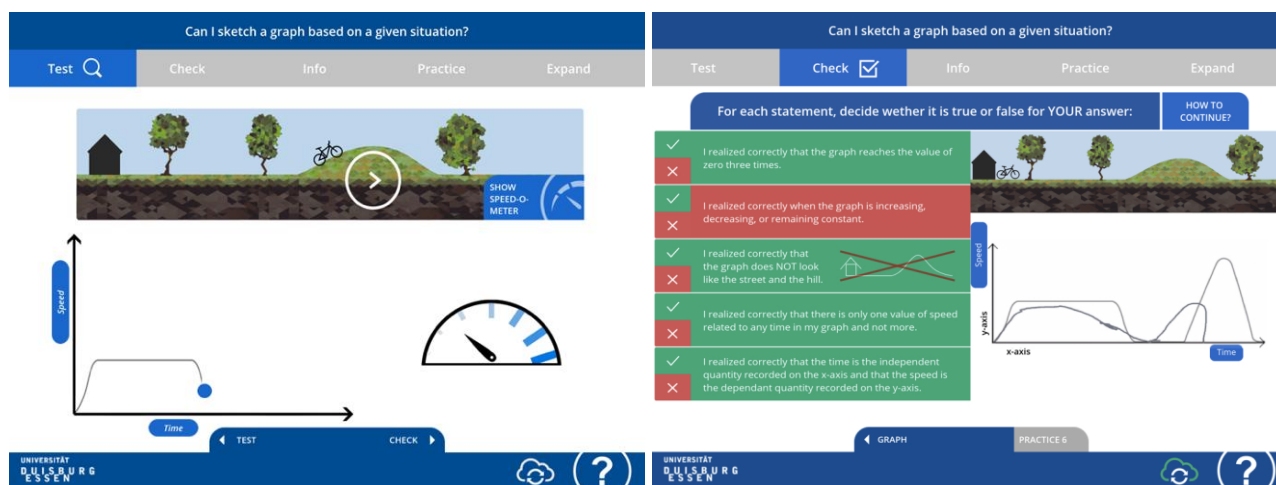 Can I sketch a graph based on a given situation?
Test
Check
Info
Practice
Expand
SHOW
SPEED-O-
METER
Speed
Time
TEST
CHECK
UNIVERSITÄT
DUISBURG
ESSEN
?
Can I sketch a graph based on a given situation?
Test
Check
Info
Practice
Expand
For each statement, decide wether it is true or false for YOUR answer:
HOW TO
CONTINUE?
I realized correctly that the graph reaches the value of
zero three times.
I realized correctly when the graph is increasing,
decreasing, or remaining constant.
I realized correctly that
the graph does NOT look
like the street and the hill.
I realized correctly that there is only one value of speed
related to any time in my graph and not more.
I realized correctly that the time is the independent
quantity recorded on the x-axis and that the speed is
the dependant quantity recorded on the y-axis.
Speed
y-axis
x-axis
Time
GRAPH
PRACTICE 6
UNIVERSITÄT
DUISBURG
ESSEN
?